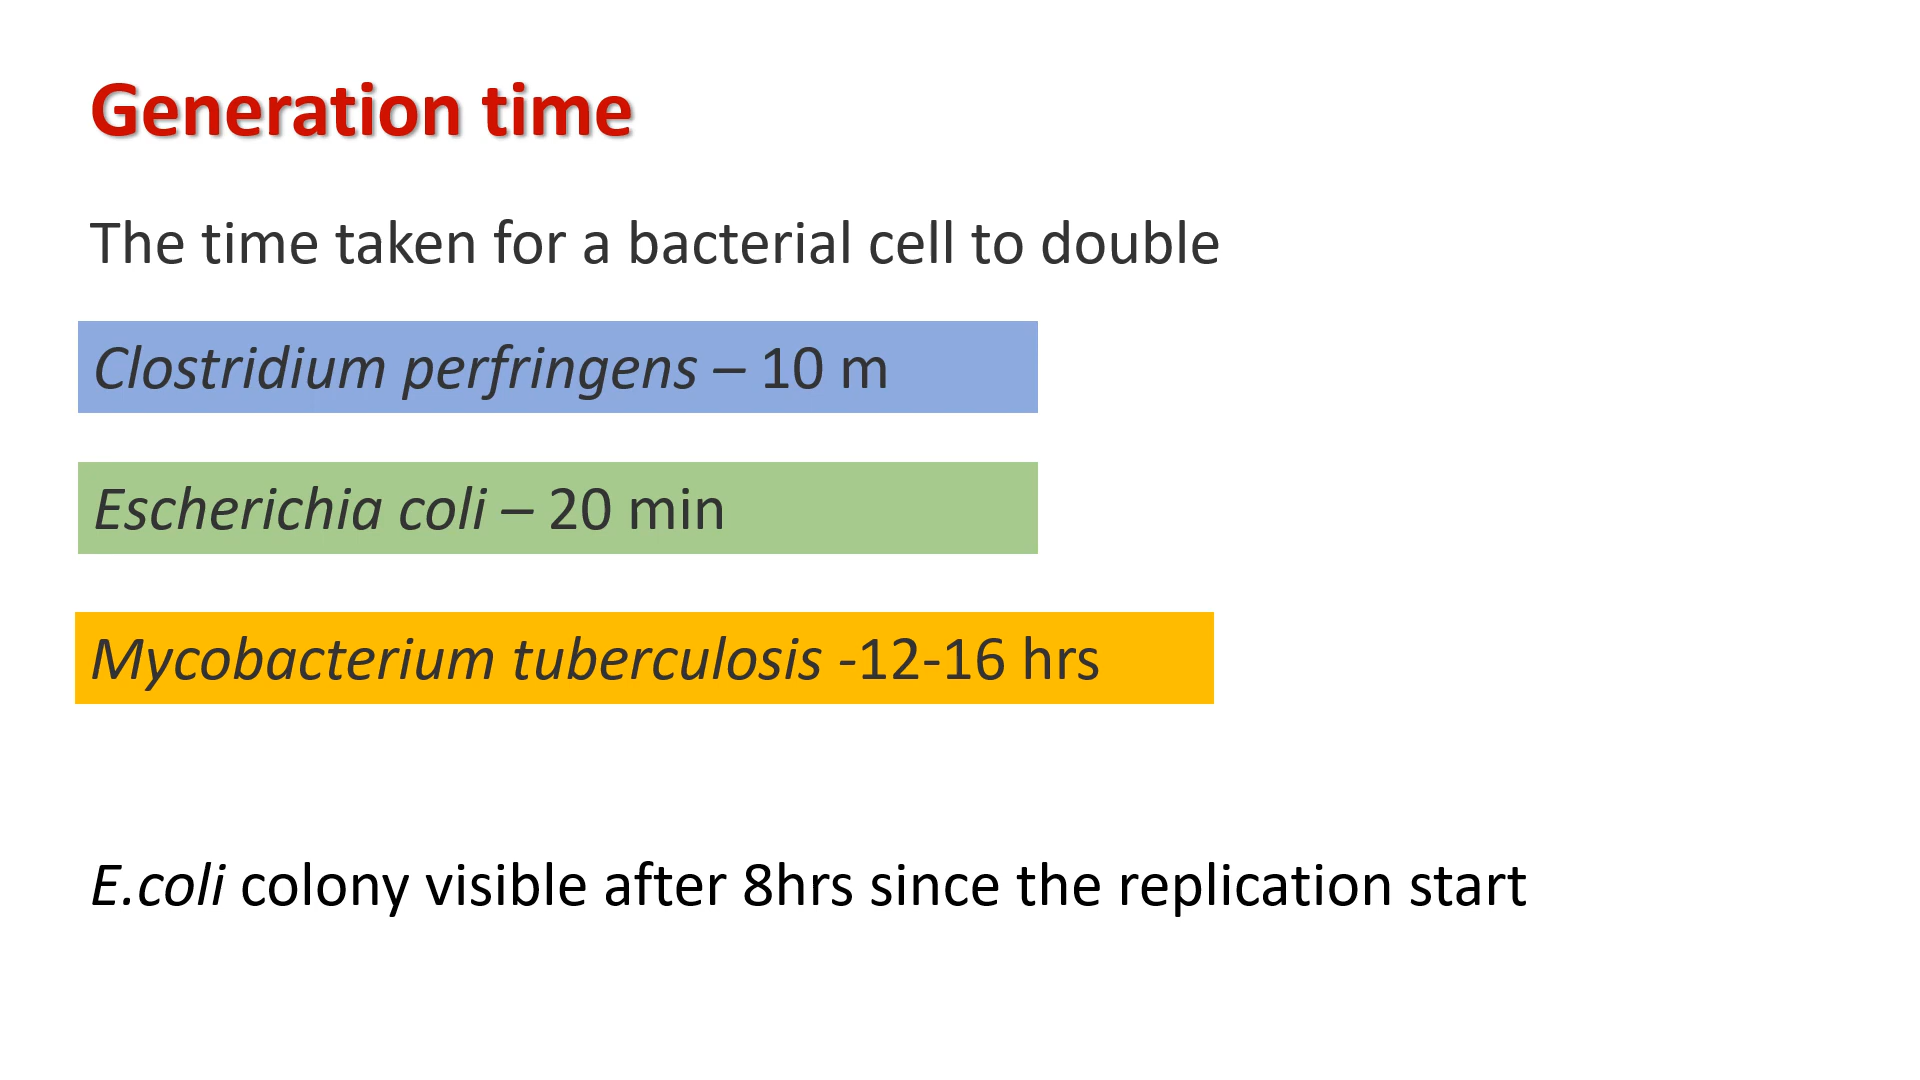 Generation time
The time taken for a bacterial cell to double
Clostridium perfringens – 10 m
Escherichia coli – 20 min
Mycobacterium tuberculosis -12-16 hrs
E.coli colony visible after 8hrs since the replication start